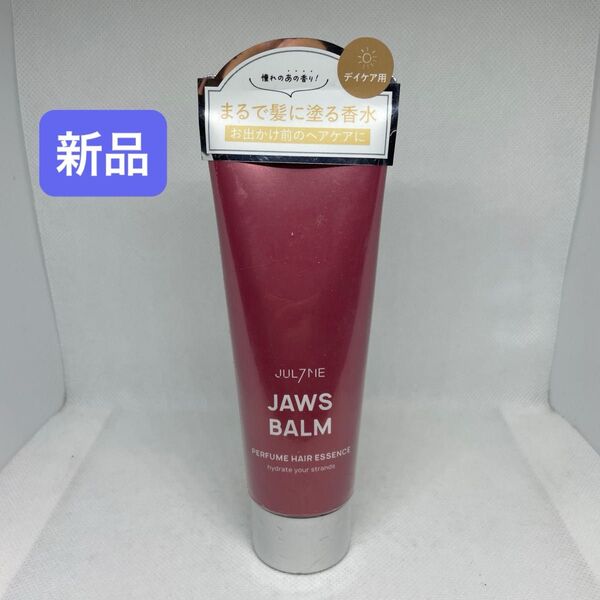 新品
憧れのあの香り!
デイケア用
まるで髪に塗る香水
お出かけ前のヘアケアに
JUL7ME
JAWS
BALM
PERFUME HAIR ESSENCE
hydrate your strands